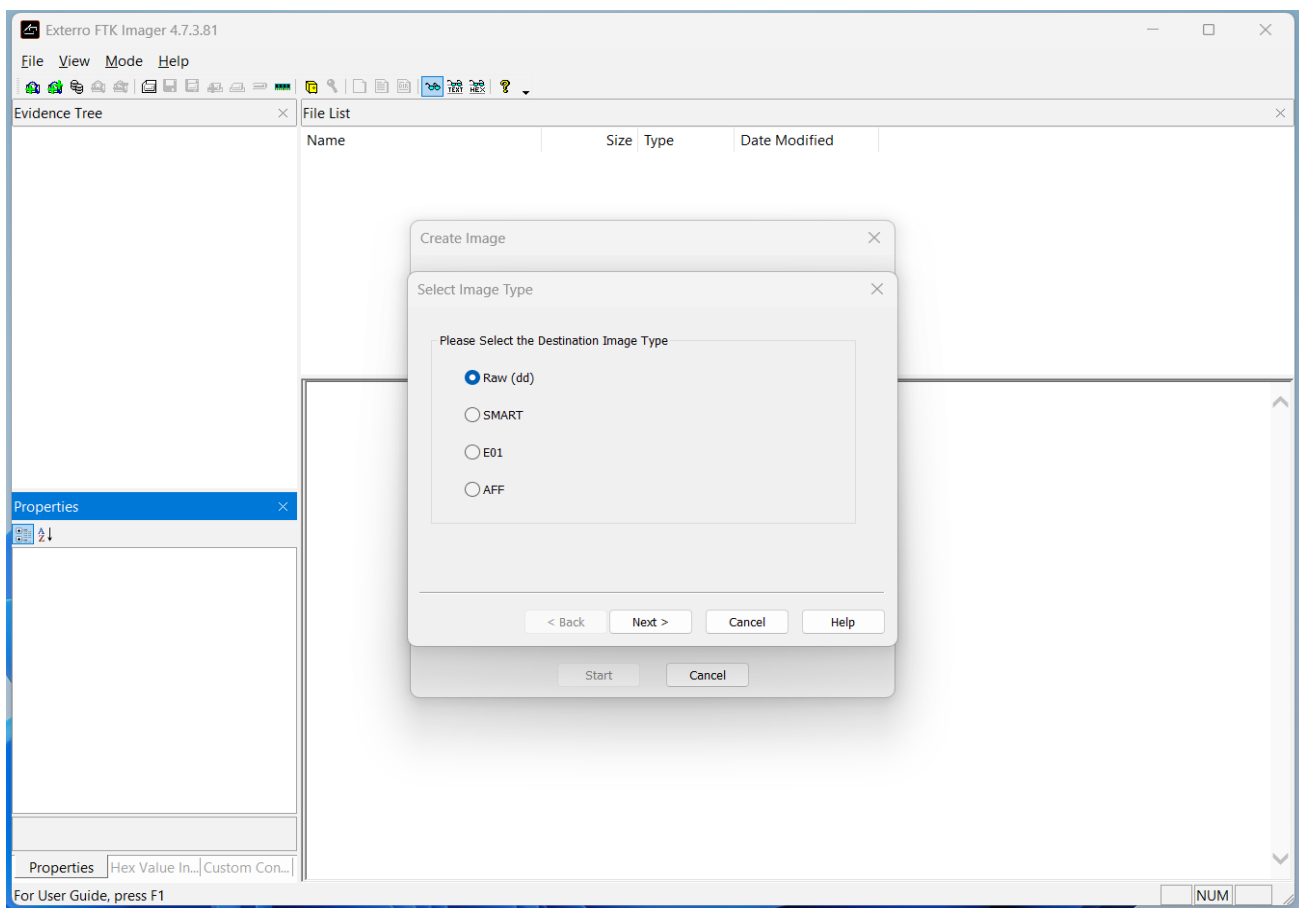 Exterro FTK Imager 4.7.3.81
File View Mode Help
TEXT HEX
Evidence Tree
File List
Name Size Type Date Modified
Create Image
Select Image Type
Please Select the Destination Image Type
Raw (dd)
SMART
E01
AFF
< Back Next > Cancel Help
Start Cancel
Properties
A
Z
Properties Hex Value In... Custom Con...
For User Guide, press F1
NUM